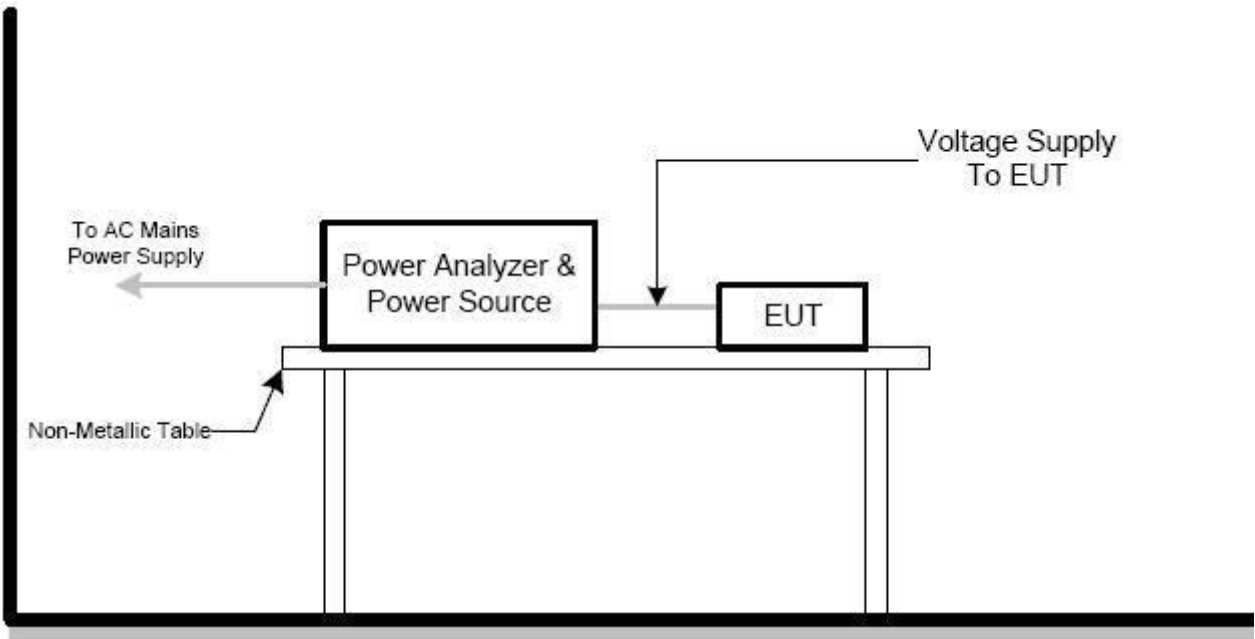 Voltage Supply
To EUT
To AC Mains
Power Supply
Power Analyzer &
Power Source
EUT
Non-Metallic Table